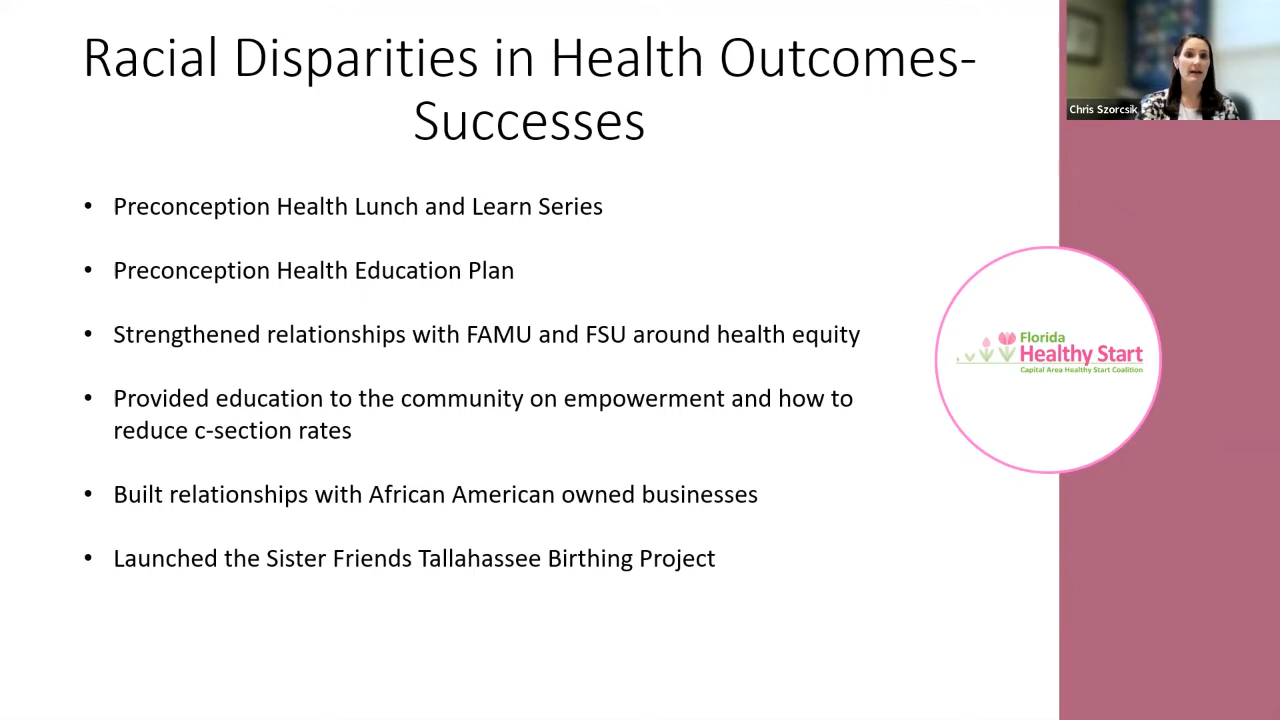 Racial Disparities in Health Outcomes-
Successes
• Preconception Health Lunch and Learn Series
• Preconception Health Education Plan
• Strengthened relationships with FAMU and FSU around health equity
• Provided education to the community on empowerment and how to
reduce c-section rates
• Built relationships with African American owned businesses
• Launched the Sister Friends Tallahassee Birthing Project
Chris Szorcsik
Florida
Healthy Start
Capital Area Healthy Start Coalition